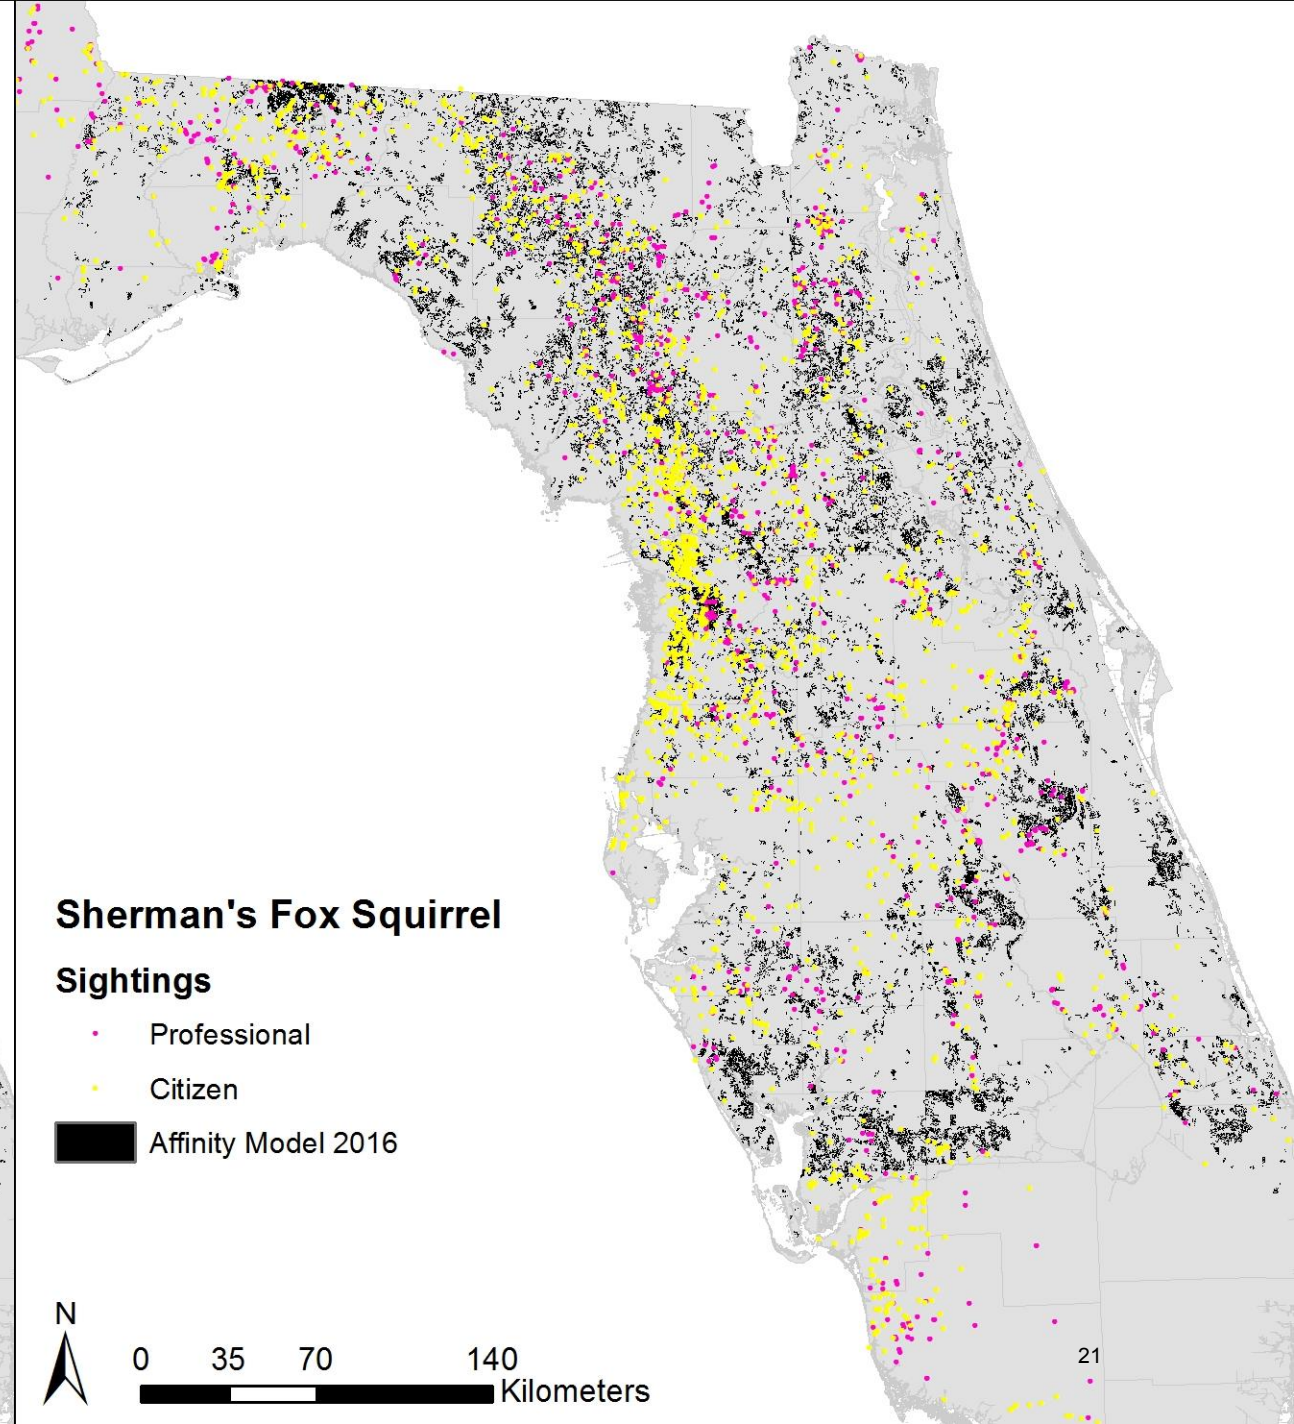 Sherman's Fox Squirrel
Sightings
Professional
Citizen
Affinity Model 2016
N
0 35 70 140
Kilometers
21